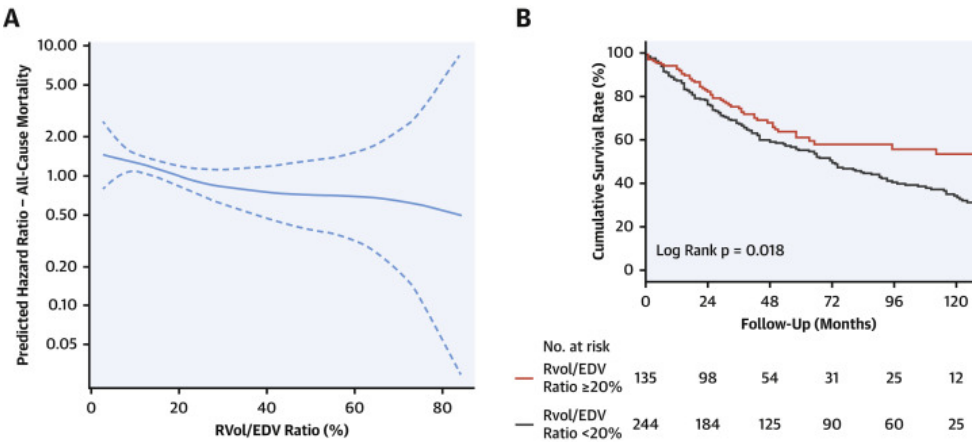 A
Predicted Hazard Ratio – All-Cause Mortality
10.00
5.00
2.00
1.00
0.50
0.20
0.10
0.05
0 20 40 60 80
RVol/EDV Ratio (%)
B
Cumulative Survival Rate (%)
100
80
60
40
20
0
Log Rank p = 0.018
0 24 48 72 96 120
Follow-Up (Months)
No. at risk
Rvol/EDV
Ratio ≥20% 135 98 54 31 25 12
Rvol/EDV
Ratio <20% 244 184 125 90 60 25